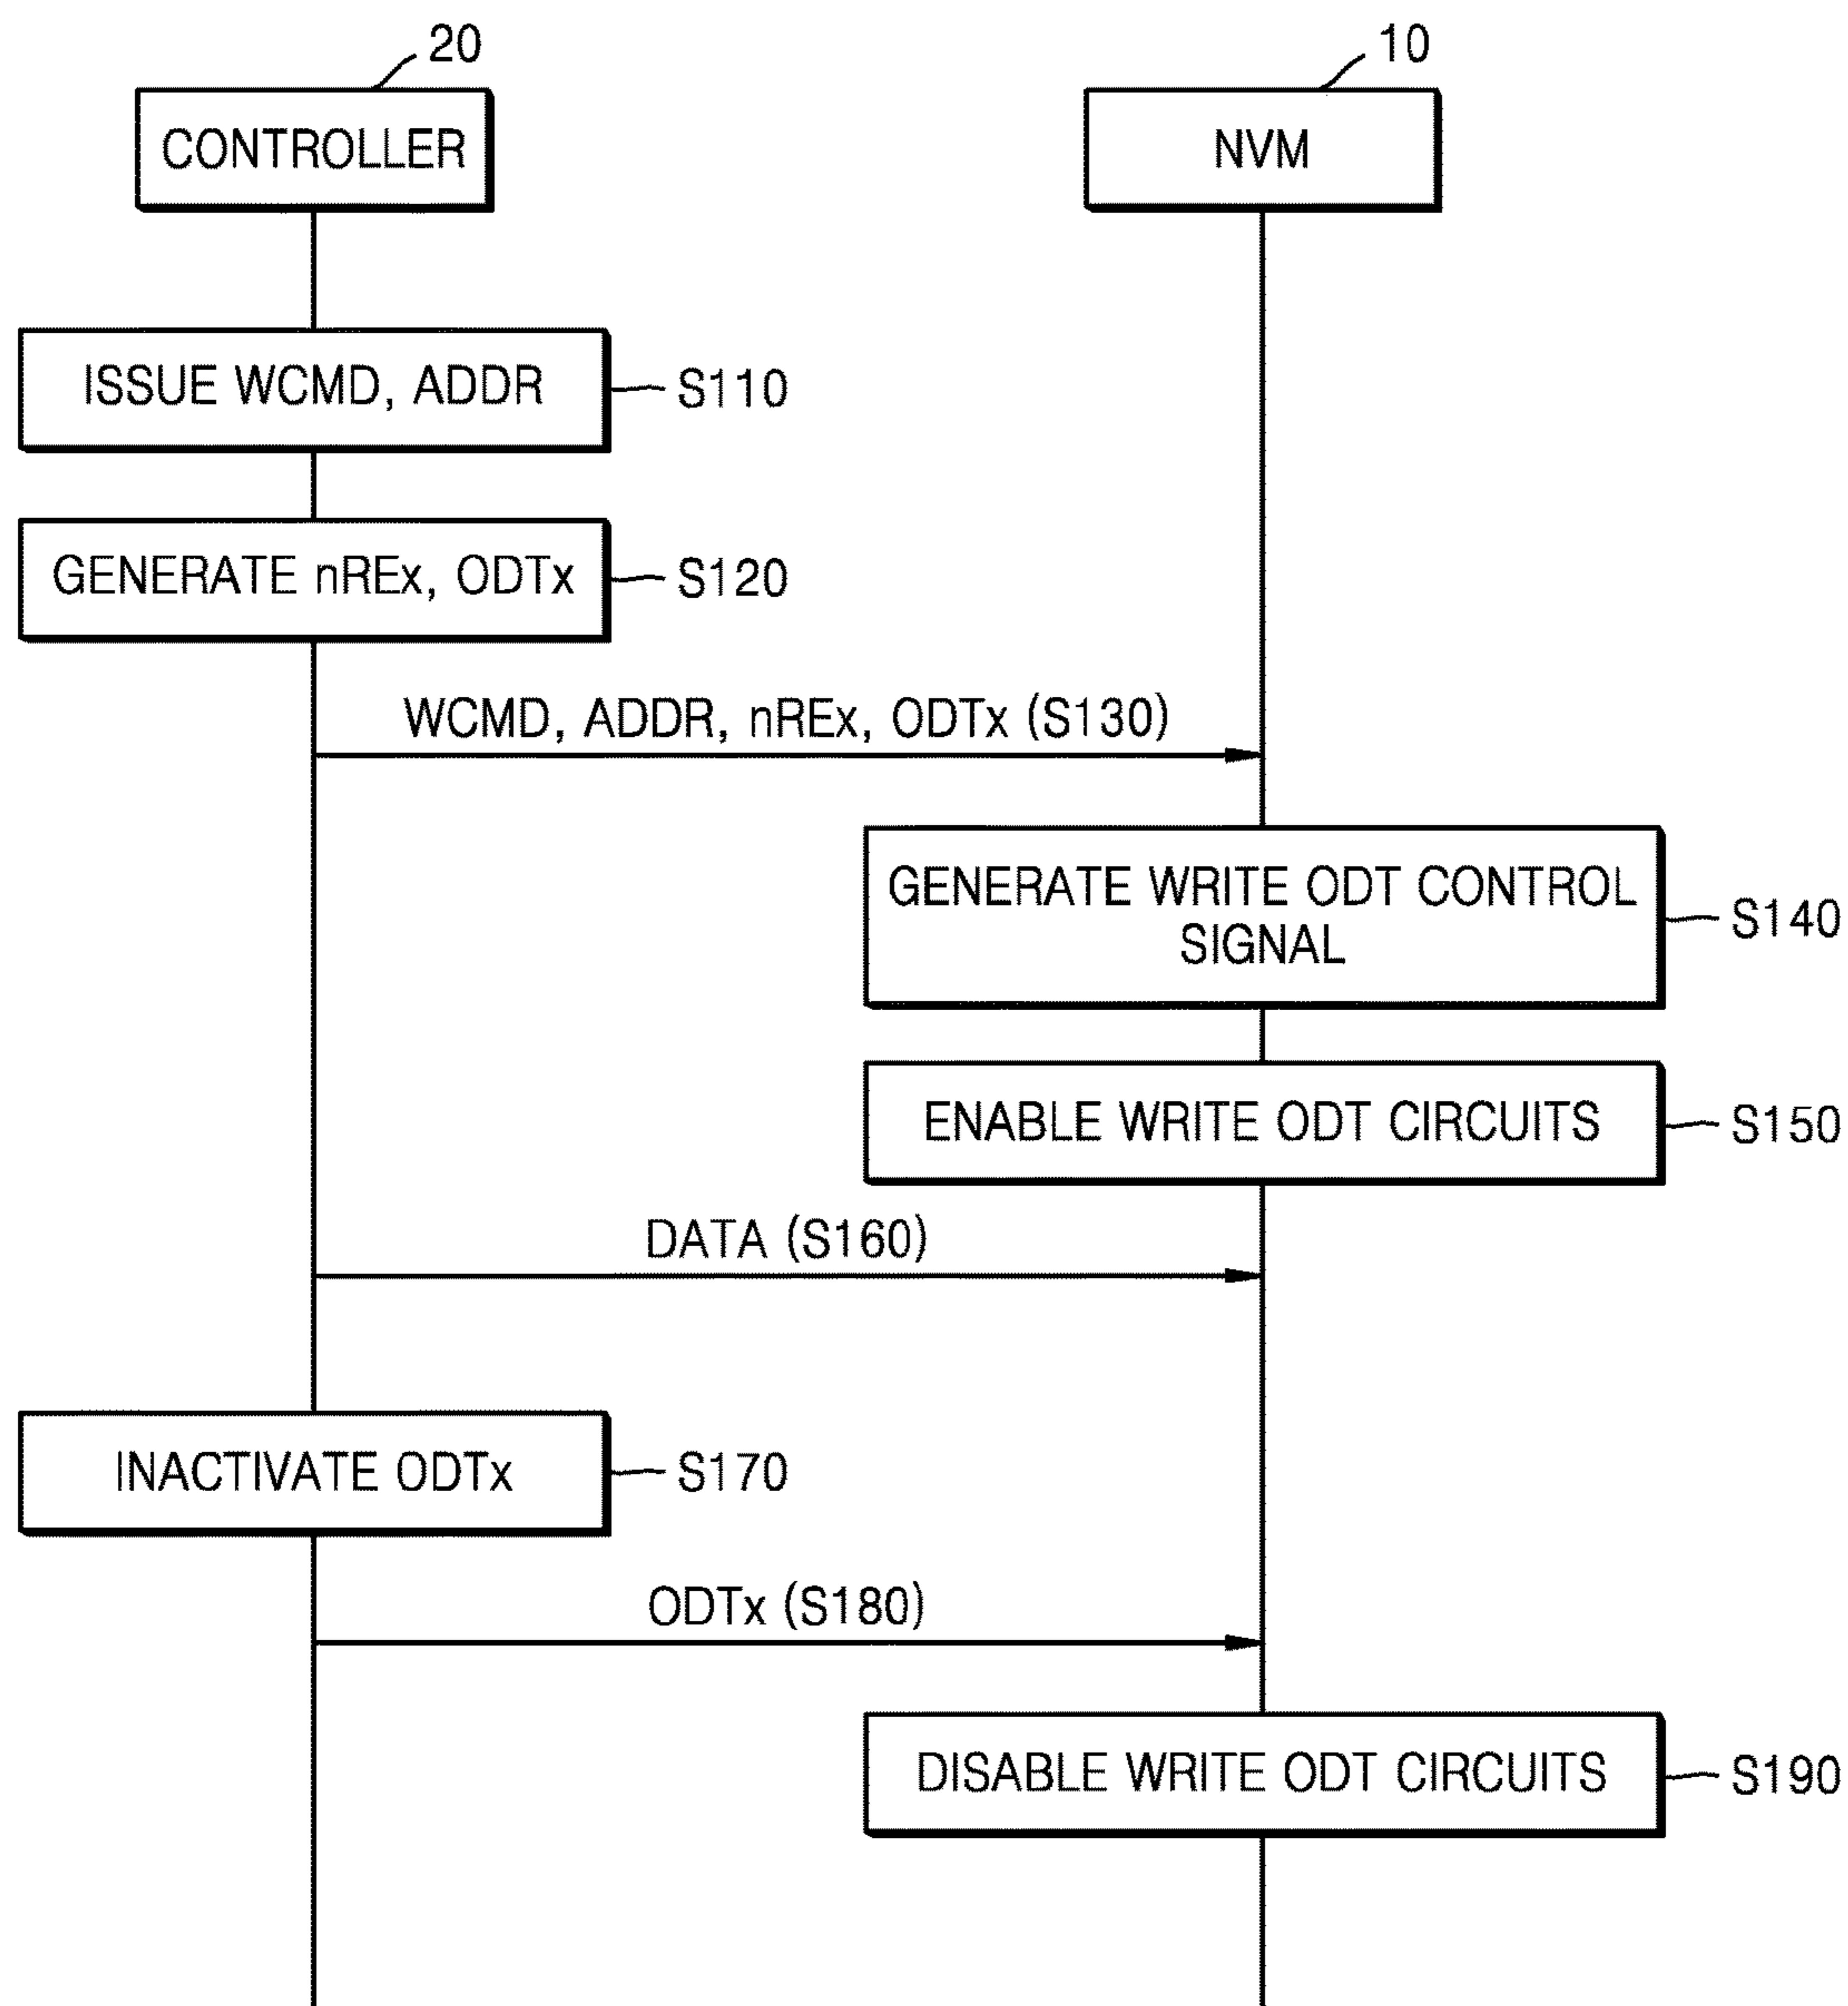 20
10
CONTROLLER
NVM
ISSUE WCMD, ADDR
S110
GENERATE nREx, ODTx
S120
WCMD, ADDR, nREx, ODTx (S130)
GENERATE WRITE ODT CONTROL
SIGNAL
S140
ENABLE WRITE ODT CIRCUITS
S150
DATA (S160)
INACTIVATE ODTx
S170
ODTx (S180)
DISABLE WRITE ODT CIRCUITS
S190